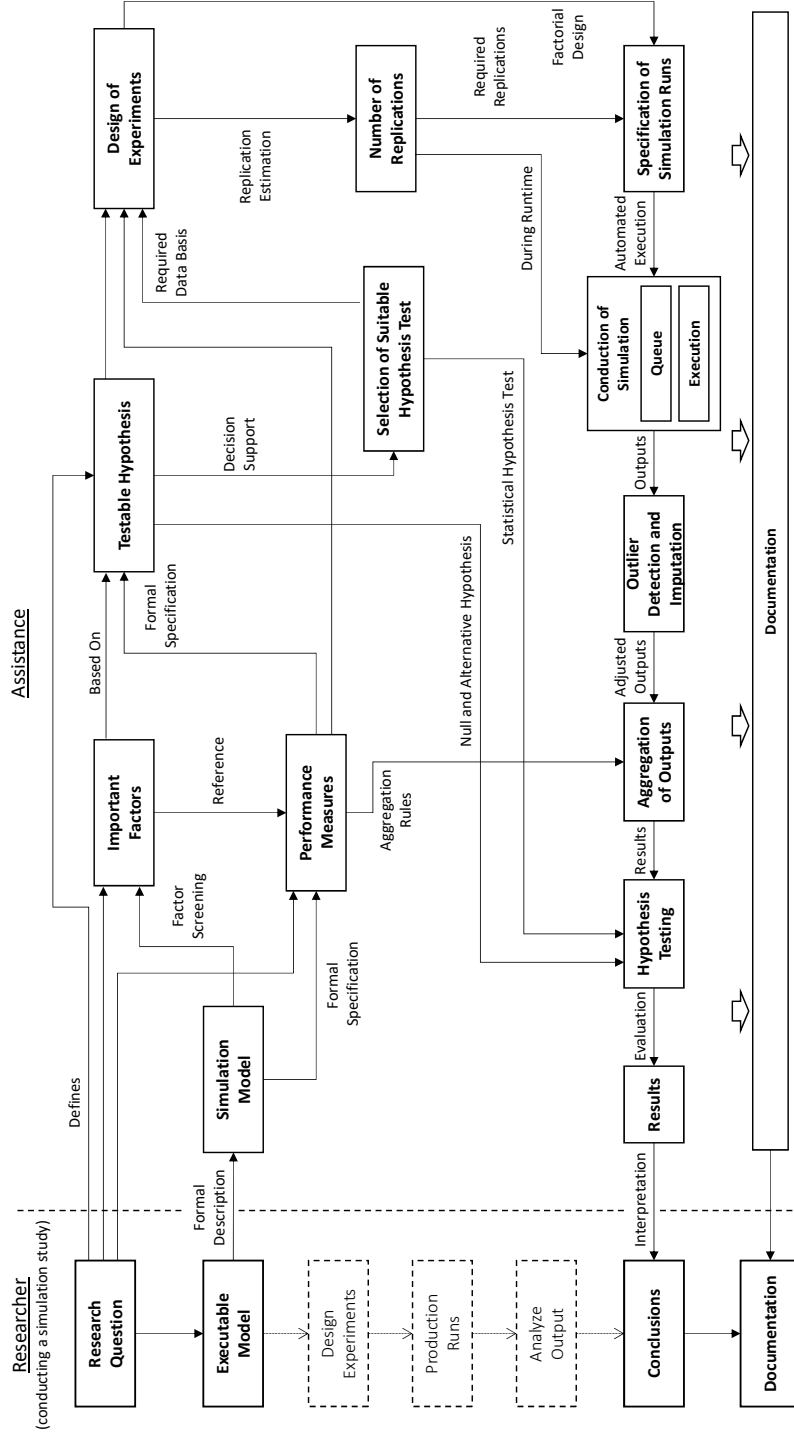 Researcher
(conducting a simulation study)
Assistance
Research
Question
Defines
Executable
Model
Formal
Description
Simulation
Model
Factor
Screening
Important
Factors
Based On
Testable Hypothesis
Design of
Experiments
Formal
Specification
Reference
Performance
Measures
Formal
Specification
Decision
Support
Required
Data Basis
Selection of Suitable
Hypothesis Test
Replication
Estimation
Number of
Replications
Aggregation
Rules
Null and Alternative Hypothesis
Statistical Hypothesis Test
During Runtime
Required
Replications
Factorial
Design
Design
Experiments
Production
Runs
Analyze
Output
Conclusions
Interpretation
Results
Evaluation
Hypothesis
Testing
Results
Aggregation
of Outputs
Adjusted
Outputs
Outlier
Detection and
Imputation
Outputs
Conduction of
Simulation
Queue
Execution
Automated
Execution
Specification of
Simulation Runs
Documentation
Documentation